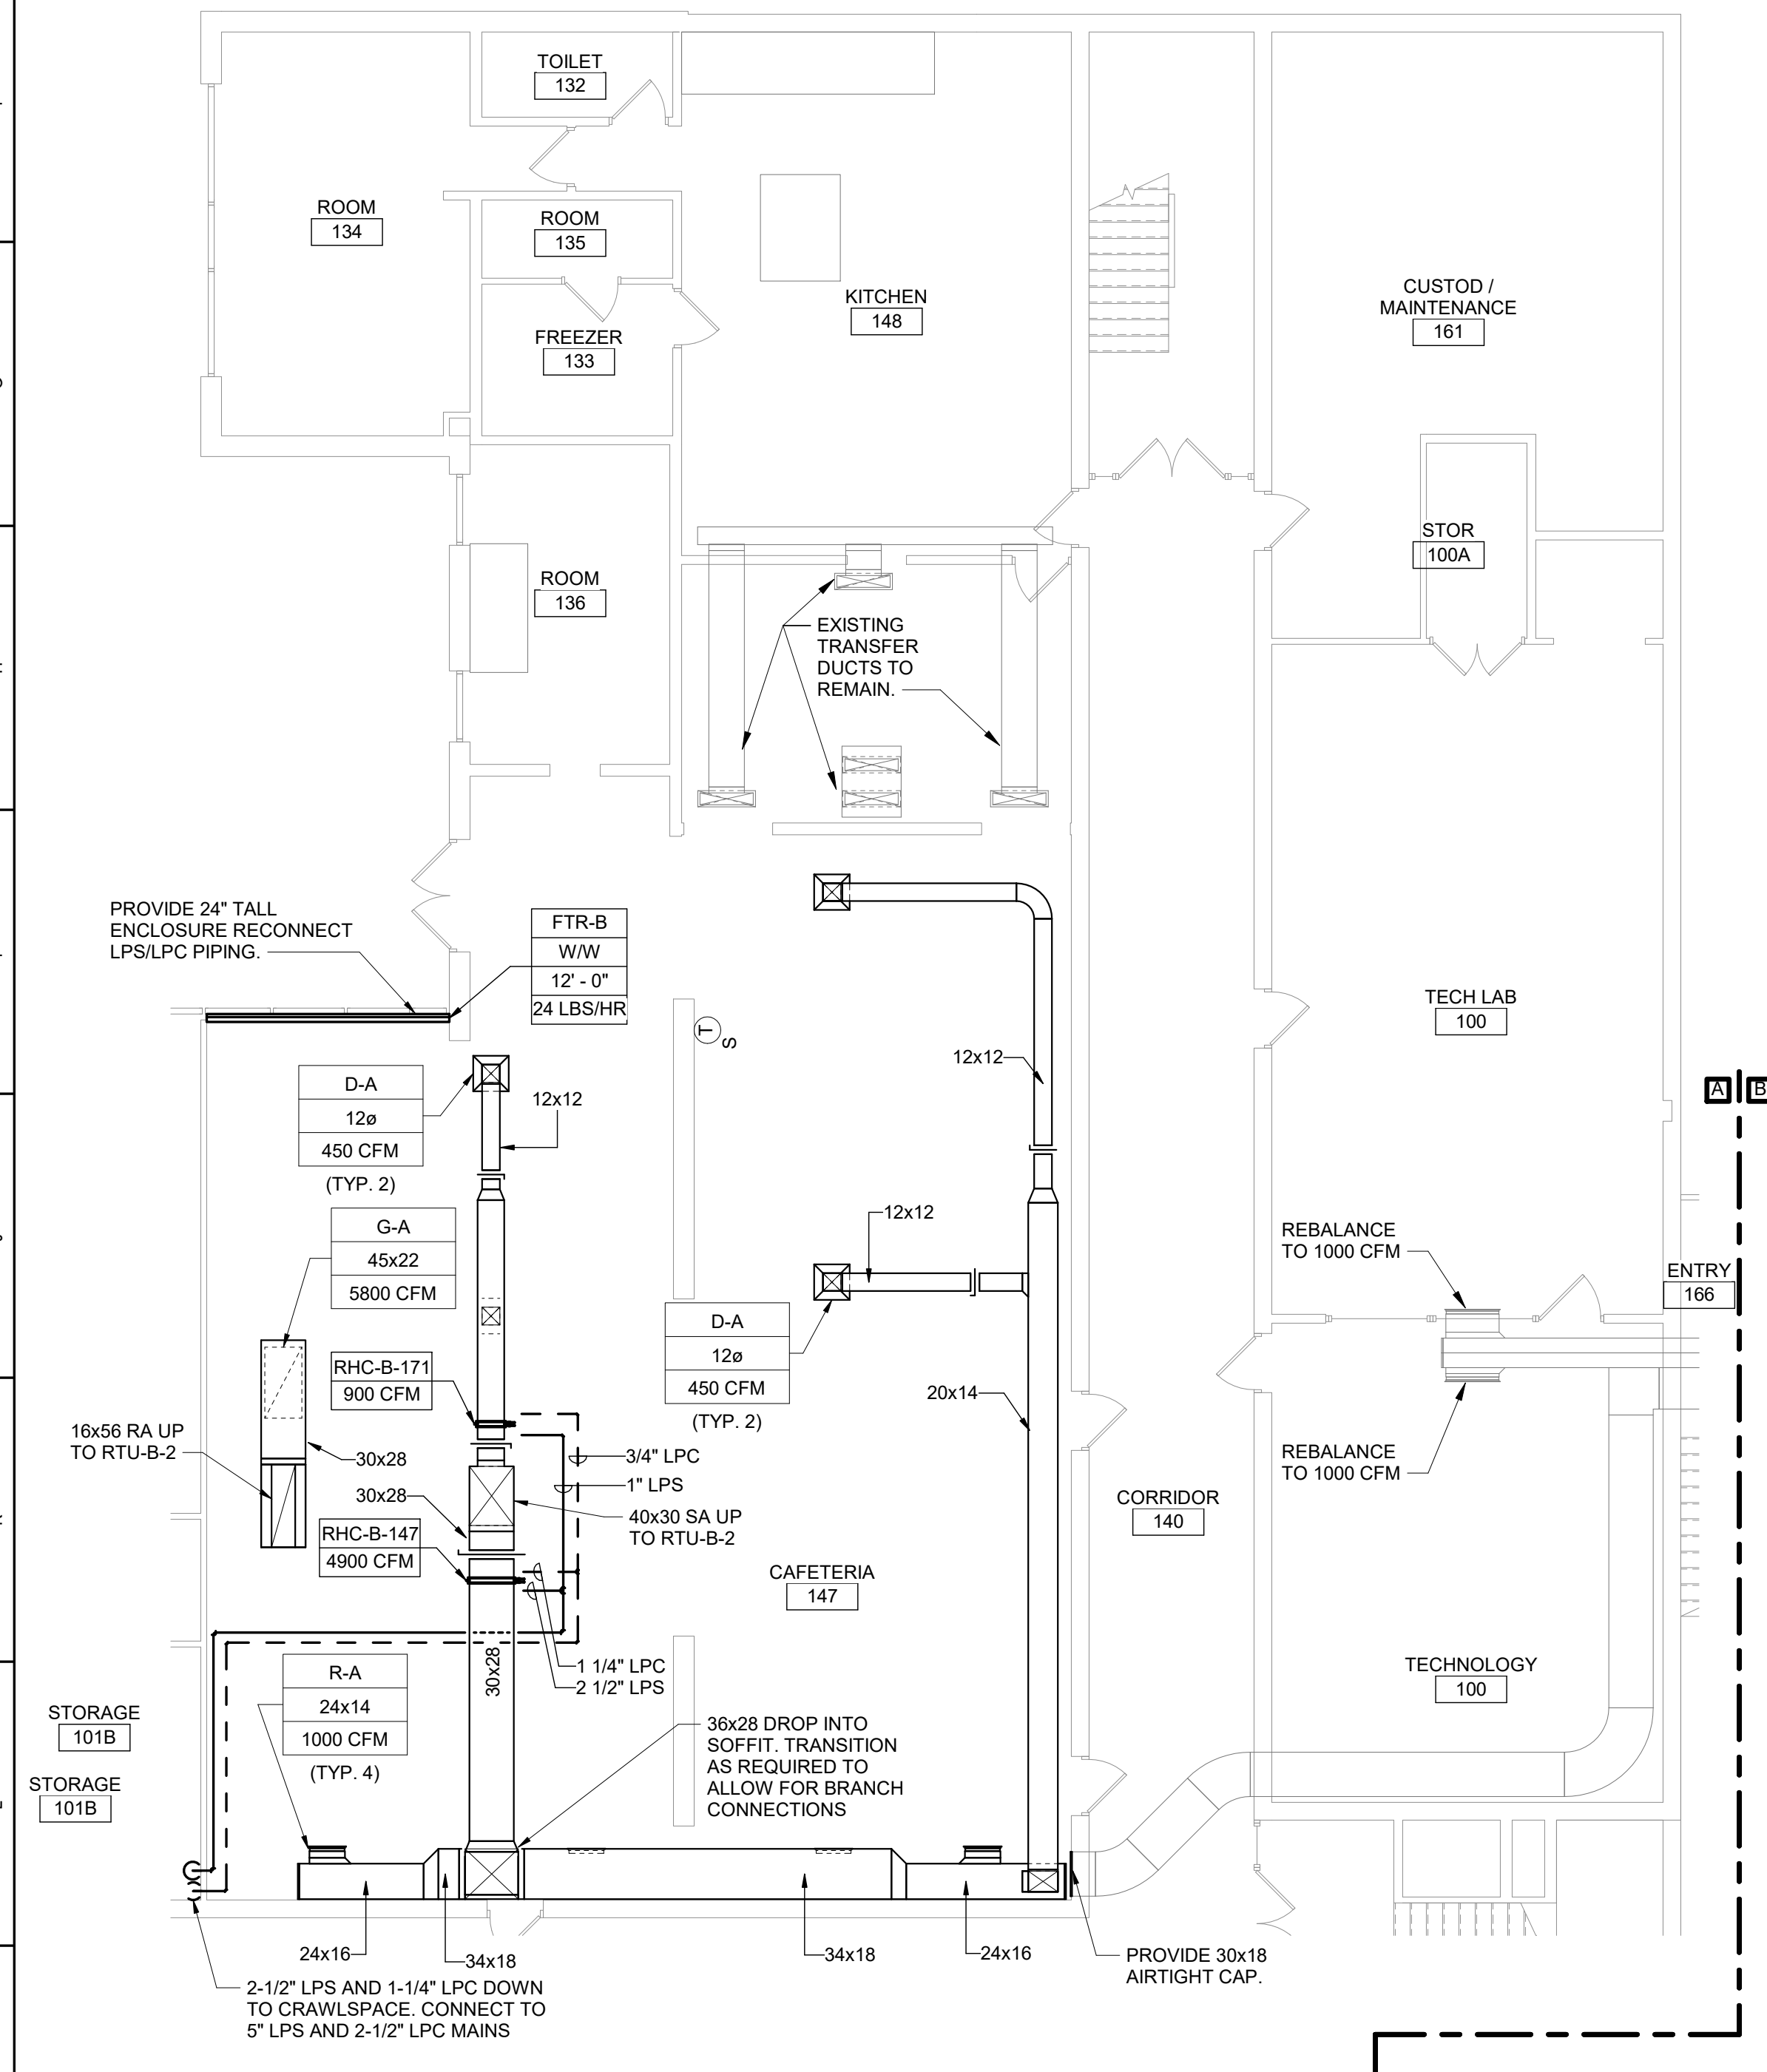 TOILET
132
ROOM
134
ROOM
135
FREEZER
133
KITCHEN
148
CUSTOD /
MAINTENANCE
161
STOR
100A
ROOM
136
EXISTING
TRANSFER
DUCTS TO
REMAIN.
PROVIDE 24" TALL
ENCLOSURE RECONNECT
LPS/LPC PIPING.
FTR-B
W/W
12' - 0"
24 LBS/HR
T
S
TECH LAB
100
12x12
A
B
D-A
12ø
450 CFM
(TYP. 2)
12x12
G-A
45x22
5800 CFM
12x12
REBALANCE
TO 1000 CFM
ENTRY
166
D-A
12ø
450 CFM
(TYP. 2)
RHC-B-171
900 CFM
20x14
16x56 RA UP
TO RTU-B-2
30x28
30x28
3/4" LPC
1" LPS
40x30 SA UP
TO RTU-B-2
REBALANCE
TO 1000 CFM
CORRIDOR
140
RHC-B-147
4900 CFM
CAFETERIA
147
30x28
1 1/4" LPC
2 1/2" LPS
R-A
24x14
1000 CFM
(TYP. 4)
TECHNOLOGY
100
STORAGE
101B
STORAGE
101B
36x28 DROP INTO
SOFFIT. TRANSITION
AS REQUIRED TO
ALLOW FOR BRANCH
CONNECTIONS
24x16
34x18
34x18
24x16
PROVIDE 30x18
AIRTIGHT CAP.
2-1/2" LPS AND 1-1/4" LPC DOWN
TO CRAWLSPACE. CONNECT TO
5" LPS AND 2-1/2" LPC MAINS